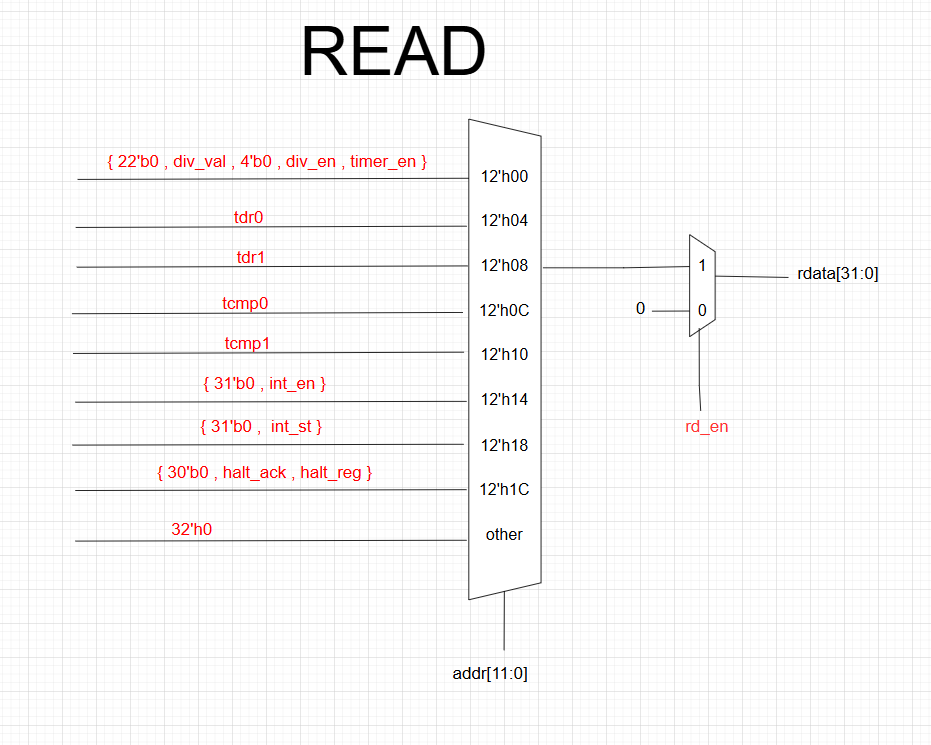 READ
{ 22'b0 , div_val , 4'b0 , div_en , timer_en }
12'h00
tdr0
12'h04
tdr1
12'h08
1
rdata[31:0]
tcmp0
12'h0C
0
0
tcmp1
12'h10
{ 31'b0 , int_en }
12'h14
{ 31'b0 , int_st }
rd_en
12'h18
{ 30'b0 , halt_ack , halt_reg }
12'h1C
32'h0
other
addr[11:0]